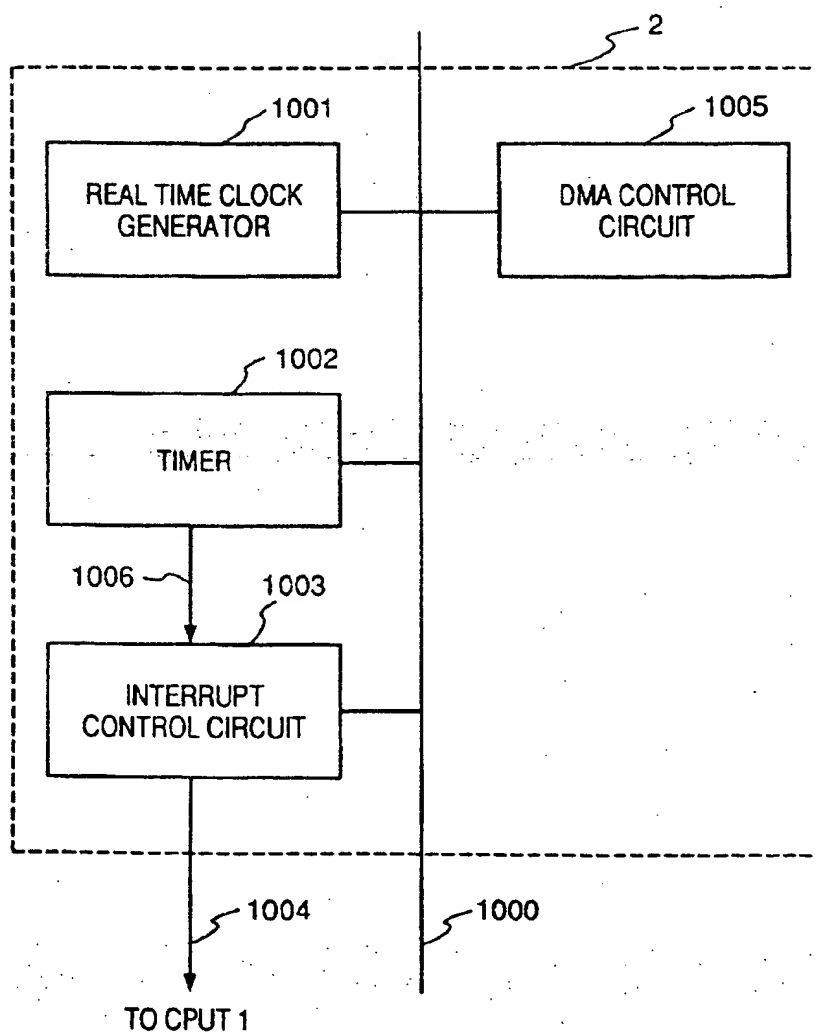 2
1001
1005
REAL TIME CLOCK
GENERATOR
DMA CONTROL
CIRCUIT
1002
TIMER
1006
1003
INTERRUPT
CONTROL CIRCUIT
1004
1000
TO CPUT 1